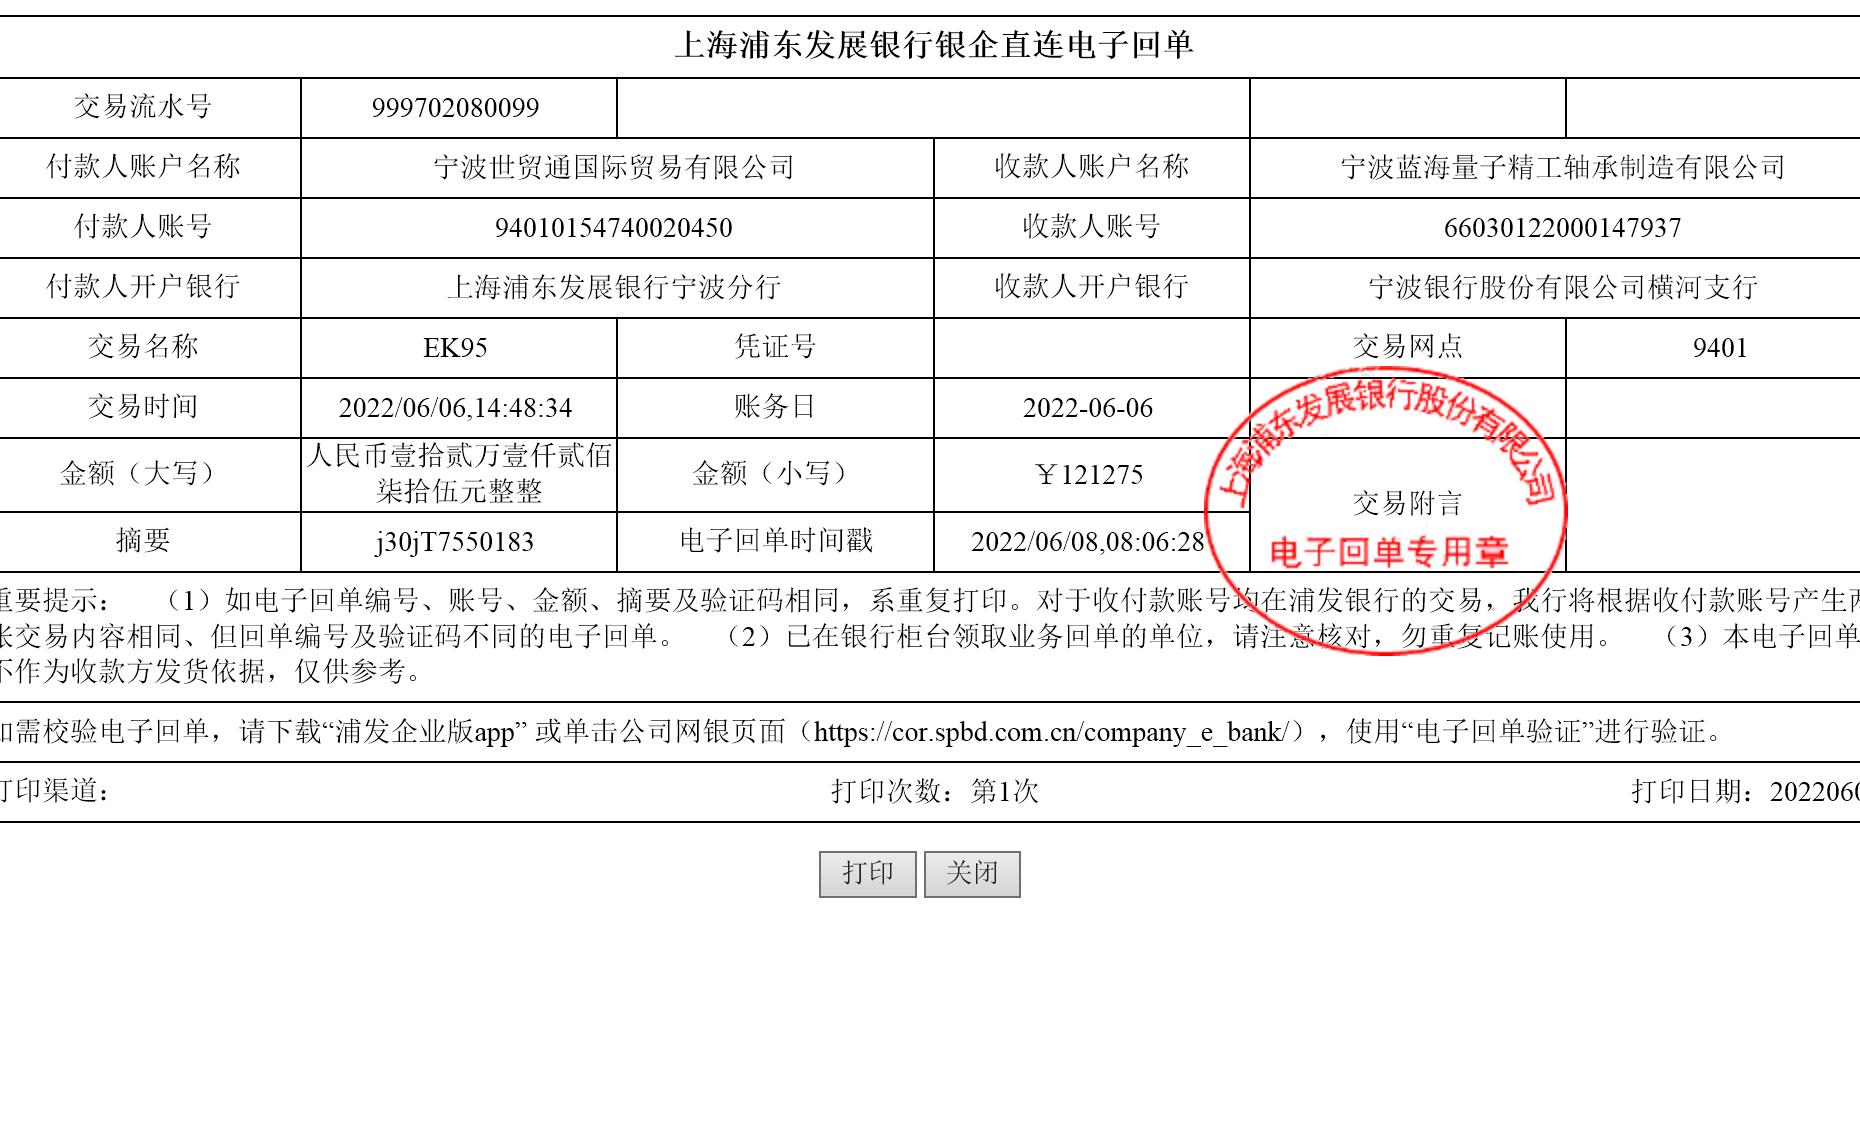 上海浦东发展银行银企直连电子回单
交易流水号 999702080099
付款人账户名称 宁波世贸通国际贸易有限公司 收款人账户名称 宁波蓝海量子精工轴承制造有限公司
付款人账号 94010154740020450 收款人账号 66030122000147937
付款人开户银行 上海浦东发展银行宁波分行 收款人开户银行 宁波银行股份有限公司横河支行
交易名称 EK95 凭证号 交易网点 9401
交易时间 2022/06/06,14:48:34 账务日 2022-06-06
金额（大写） 人民币壹拾贰万壹仟贰佰
柒拾伍元整整 金额（小写） ￥121275
交易附言
摘要 j30jT7550183 电子回单时间戳 2022/06/08,08:06:28
上海浦东发展银行股份有限公司
电子回单专用章
重要提示： （1）如电子回单编号、账号、金额、摘要及验证码相同，系重复打印。对于收付款账号均在浦发银行的交易，我行将根据收付款账号产生两
张交易内容相同、但回单编号及验证码不同的电子回单。 （2）已在银行柜台领取业务回单的单位，请注意核对，勿重复记账使用。 （3）本电子回单
不作为收款方发货依据，仅供参考。
如需校验电子回单，请下载“浦发企业版app” 或单击公司网银页面（https://cor.spbd.com.cn/company_e_bank/），使用“电子回单验证”进行验证。
打印渠道： 打印次数：第1次 打印日期：2022060
打印 关闭